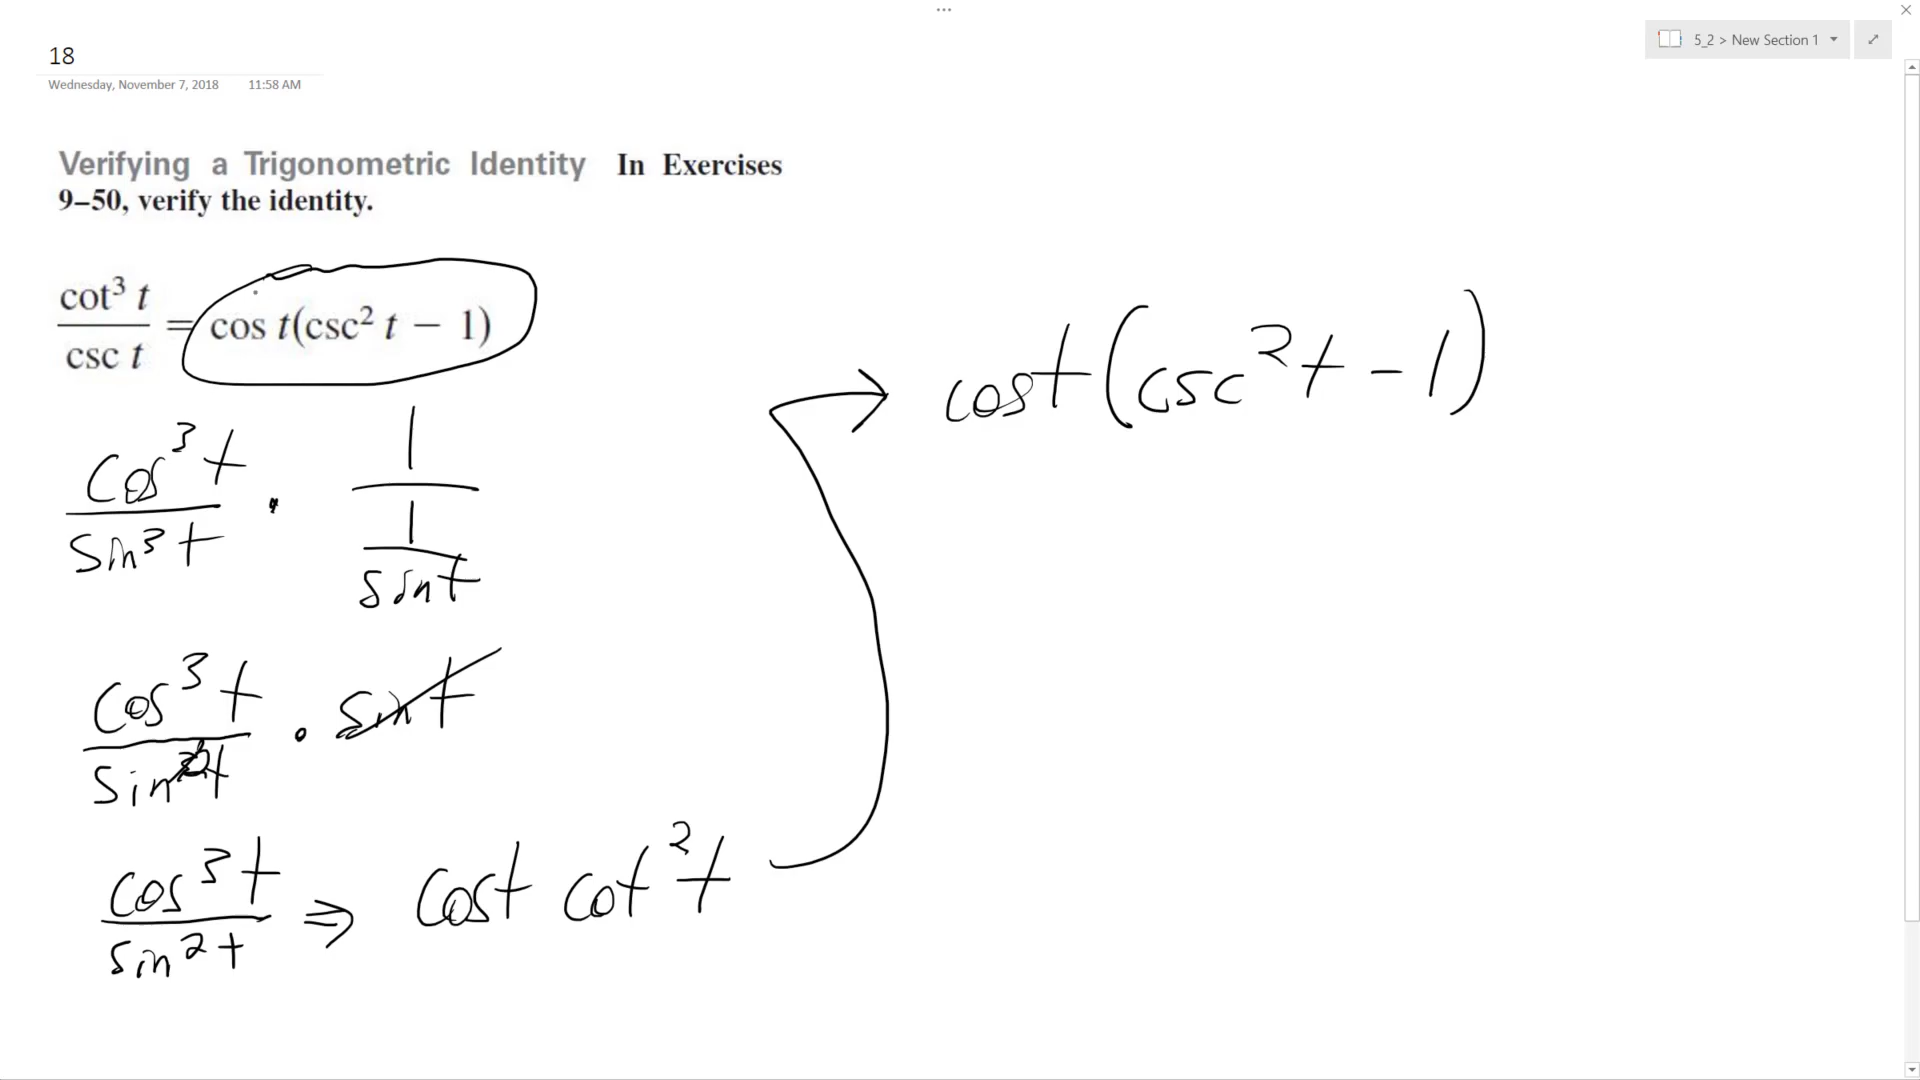 ...
5_2 > New Section 1
18
Wednesday, November 7, 2018 11:58 AM
Verifying a Trigonometric Identity In Exercises
9–50, verify the identity.
cot³ t / csc t = cos t(csc² t − 1)
cos t (csc² t − 1)
cos³ t / sin³ t · 1 / (1 / sin t)
cos³ t / sin² t · sin t
cos³ t / sin² t ⇒ cos t cot² t